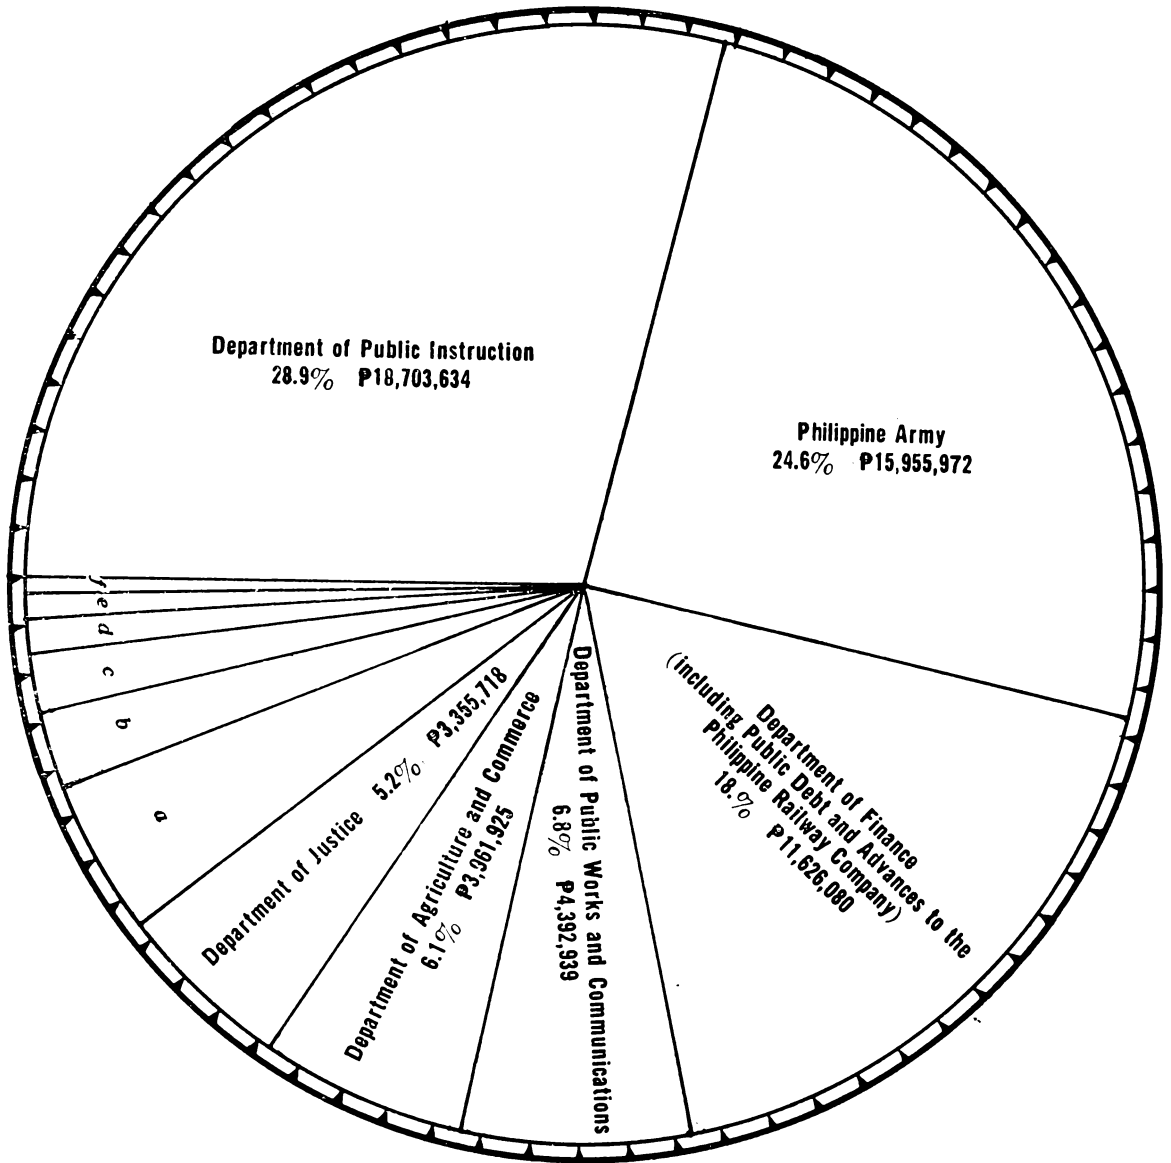 Department of Public Instruction
28.9% ₱18,703,634
Philippine Army
24.6% ₱15,955,972
Department of Finance
(including Public Debt and Advances to the
Philippine Railway Company)
18.% ₱11,626,080
Department of Public Works and Communications
6.8% ₱4,392,939
Department of Agriculture and Commerce
6.1% ₱3,961,925
Department of Justice 5.2% ₱3,355,718
a
b
c
d
e
f